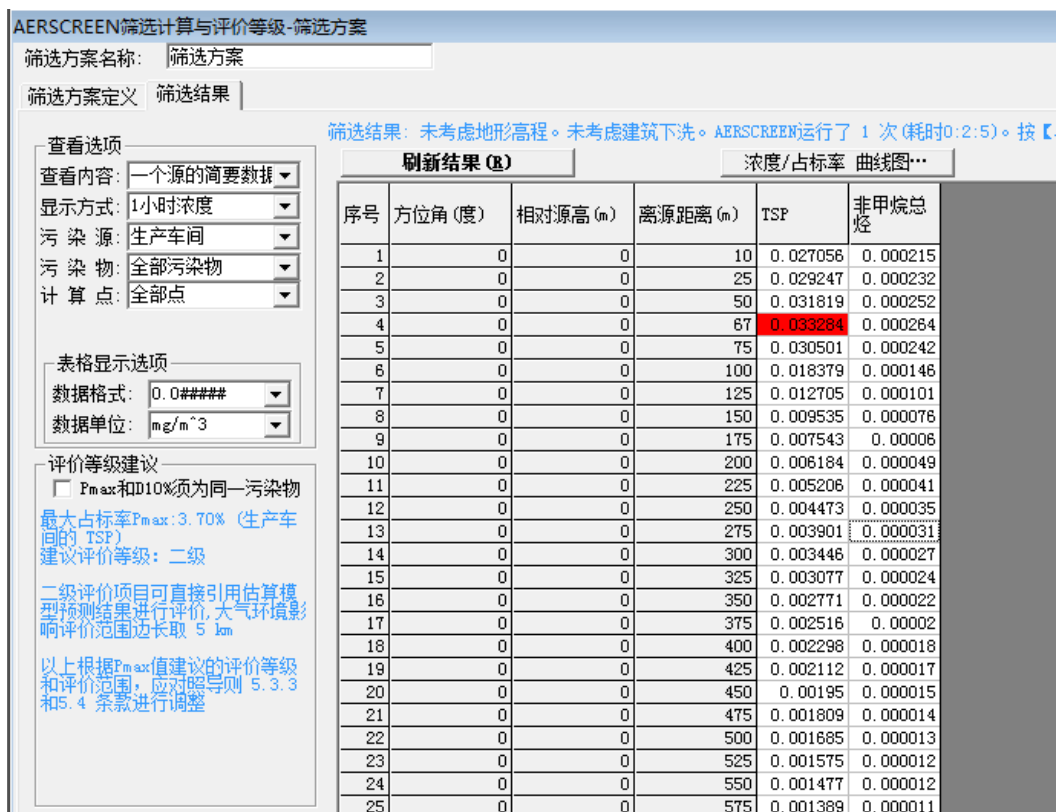 AERSCREEN筛选计算与评价等级-筛选方案
筛选方案名称: 筛选方案
筛选方案定义 筛选结果
筛选结果: 未考虑地形高程。未考虑建筑下洗。AERSCREEN运行了 1 次(耗时0:2:5)。按【
查看选项
查看内容: 一个源的简要数据
显示方式: 1小时浓度
污 染 源: 生产车间
污 染 物: 全部污染物
计 算 点: 全部点
表格显示选项
数据格式: 0.0#####
数据单位: mg/m^3
评价等级建议
Pmax和D10%须为同一污染物
最大占标率Pmax:3.70% (生产车
间的 TSP)
建议评价等级: 二级
二级评价项目可直接引用估算模
型预测结果进行评价,大气环境影
响评价范围边长取 5 km
以上根据Pmax值建议的评价等级
和评价范围,应对照导则 5.3.3
和5.4 条款进行调整
刷新结果(R) 浓度/占标率 曲线图…
序号 方位角(度) 相对源高(m) 离源距离(m) TSP 非甲烷总烃
1 0 0 10 0.027056 0.000215
2 0 0 25 0.029247 0.000232
3 0 0 50 0.031819 0.000252
4 0 0 67 0.033284 0.000264
5 0 0 75 0.030501 0.000242
6 0 0 100 0.018379 0.000146
7 0 0 125 0.012705 0.000101
8 0 0 150 0.009535 0.000076
9 0 0 175 0.007543 0.00006
10 0 0 200 0.006184 0.000049
11 0 0 225 0.005206 0.000041
12 0 0 250 0.004473 0.000035
13 0 0 275 0.003901 0.000031
14 0 0 300 0.003446 0.000027
15 0 0 325 0.003077 0.000024
16 0 0 350 0.002771 0.000022
17 0 0 375 0.002516 0.00002
18 0 0 400 0.002298 0.000018
19 0 0 425 0.002112 0.000017
20 0 0 450 0.00195 0.000015
21 0 0 475 0.001809 0.000014
22 0 0 500 0.001685 0.000013
23 0 0 525 0.001575 0.000012
24 0 0 550 0.001477 0.000012
25 0 0 575 0.001389 0.000011